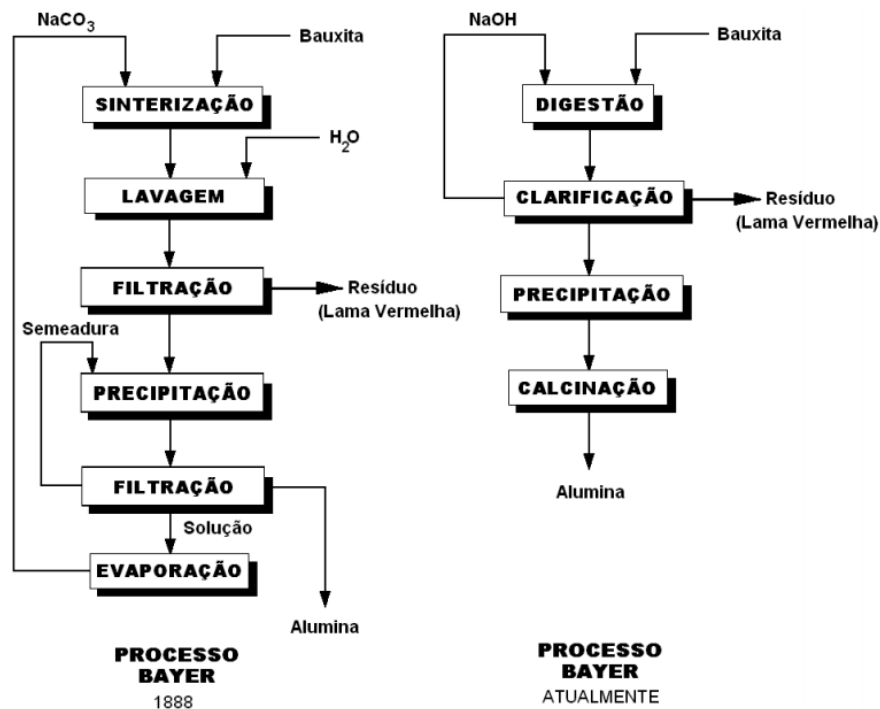 NaCO3
Bauxita
SINTERIZAÇÃO
H2O
LAVAGEM
FILTRAÇÃO
Resíduo
(Lama Vermelha)
Semeadura
PRECIPITAÇÃO
FILTRAÇÃO
Solução
EVAPORAÇÃO
Alumina
PROCESSO
BAYER
1888
NaOH
Bauxita
DIGESTÃO
CLARIFICAÇÃO
Resíduo
(Lama Vermelha)
PRECIPITAÇÃO
CALCINAÇÃO
Alumina
PROCESSO
BAYER
ATUALMENTE